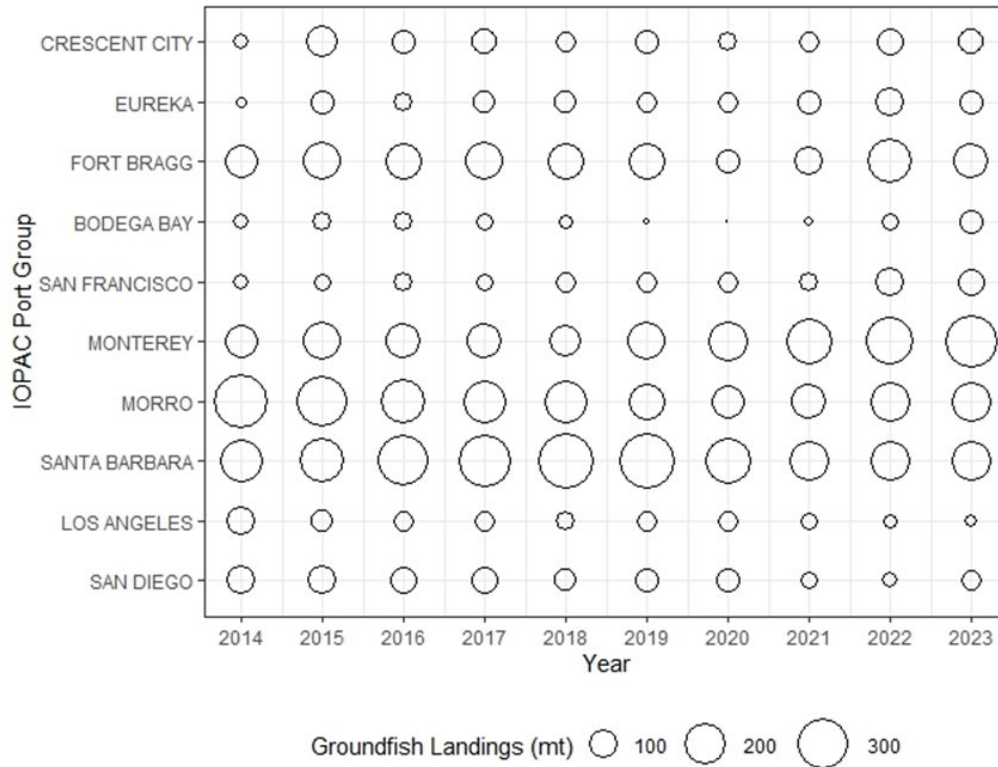 IOPAC Port Group
CRESCENT CITY
EUREKA
FORT BRAGG
BODEGA BAY
SAN FRANCISCO
MONTEREY
MORRO
SANTA BARBARA
LOS ANGELES
SAN DIEGO
2014 2015 2016 2017 2018 2019 2020 2021 2022 2023
Year
Groundfish Landings (mt) 100 200 300